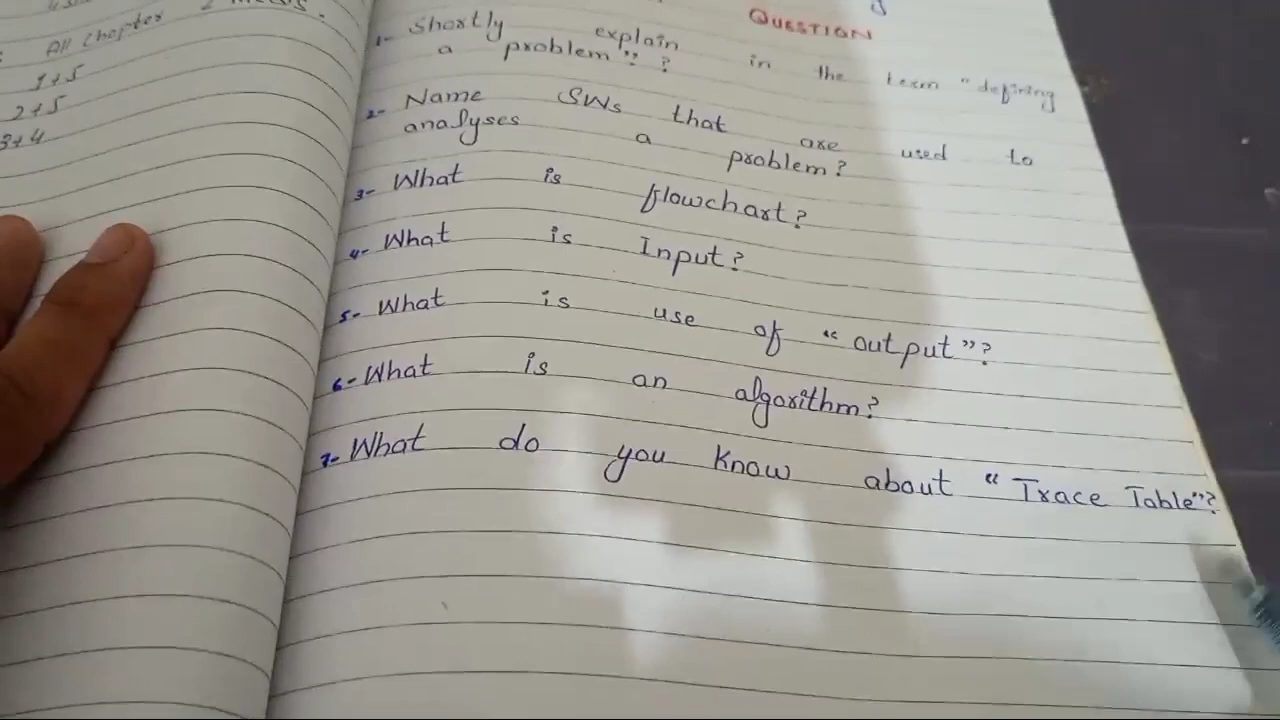 All Chapter 2
1+5
2+5
3+4
QUESTION
1- Shortly explain in the term "defining
a problem"?
2- Name SWs that are used to
analyses a problem?
3- What is flowchart?
4- What is Input?
5- What is use of "output"?
6- What is an algorithm?
7- What do you know about "Trace Table"?